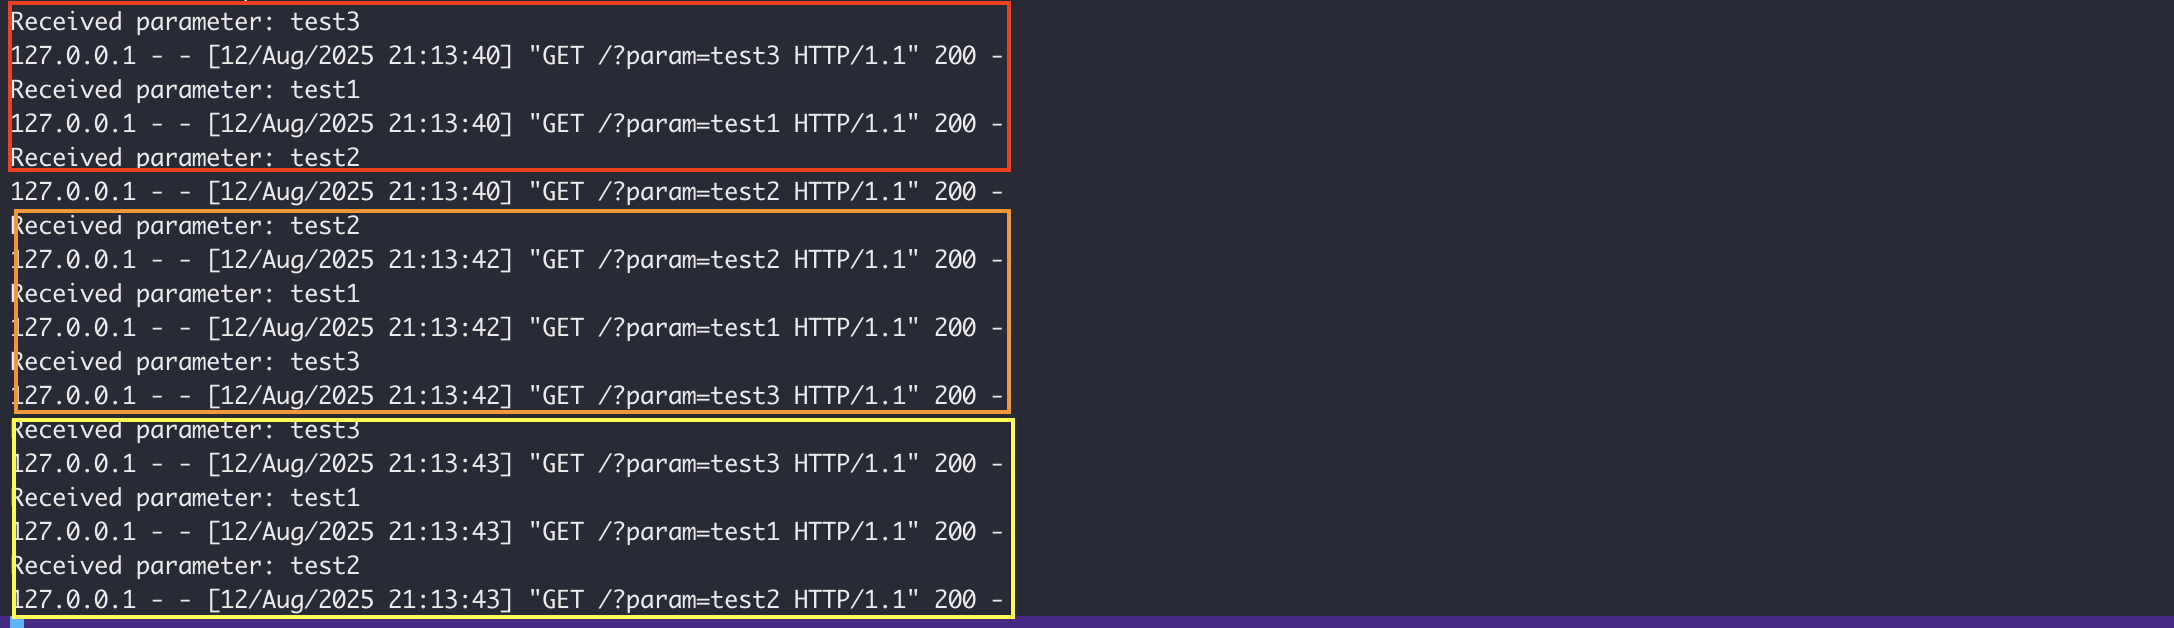 Received parameter: test3
127.0.0.1 - - [12/Aug/2025 21:13:40] "GET /?param=test3 HTTP/1.1" 200 -
Received parameter: test1
127.0.0.1 - - [12/Aug/2025 21:13:40] "GET /?param=test1 HTTP/1.1" 200 -
Received parameter: test2
127.0.0.1 - - [12/Aug/2025 21:13:40] "GET /?param=test2 HTTP/1.1" 200 -
Received parameter: test2
127.0.0.1 - - [12/Aug/2025 21:13:42] "GET /?param=test2 HTTP/1.1" 200 -
Received parameter: test1
127.0.0.1 - - [12/Aug/2025 21:13:42] "GET /?param=test1 HTTP/1.1" 200 -
Received parameter: test3
127.0.0.1 - - [12/Aug/2025 21:13:42] "GET /?param=test3 HTTP/1.1" 200 -
Received parameter: test3
127.0.0.1 - - [12/Aug/2025 21:13:43] "GET /?param=test3 HTTP/1.1" 200 -
Received parameter: test1
127.0.0.1 - - [12/Aug/2025 21:13:43] "GET /?param=test1 HTTP/1.1" 200 -
Received parameter: test2
127.0.0.1 - - [12/Aug/2025 21:13:43] "GET /?param=test2 HTTP/1.1" 200 -